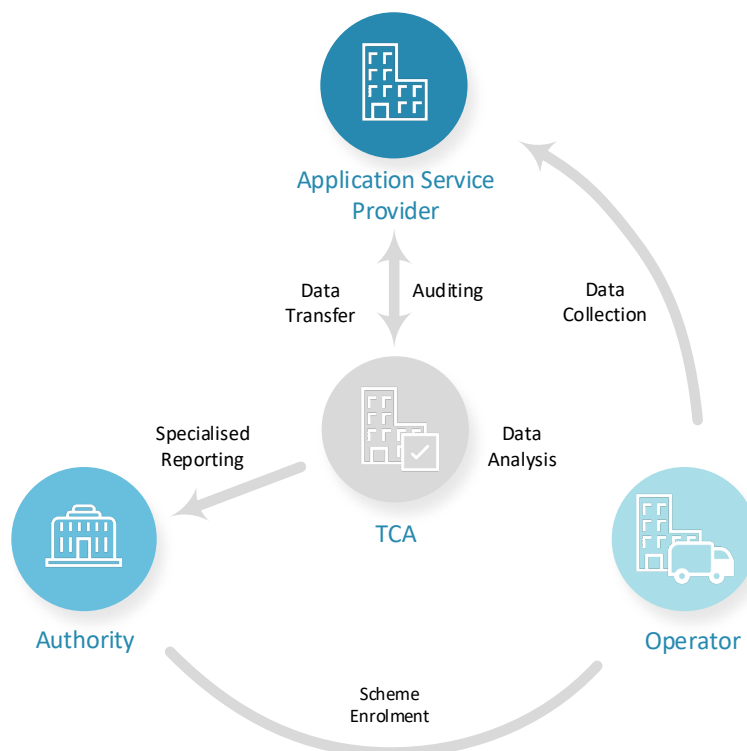 Application Service
Provider
Data
Transfer
Auditing
Data
Collection
Specialised
Reporting
Data
Analysis
TCA
Authority
Operator
Scheme
Enrolment